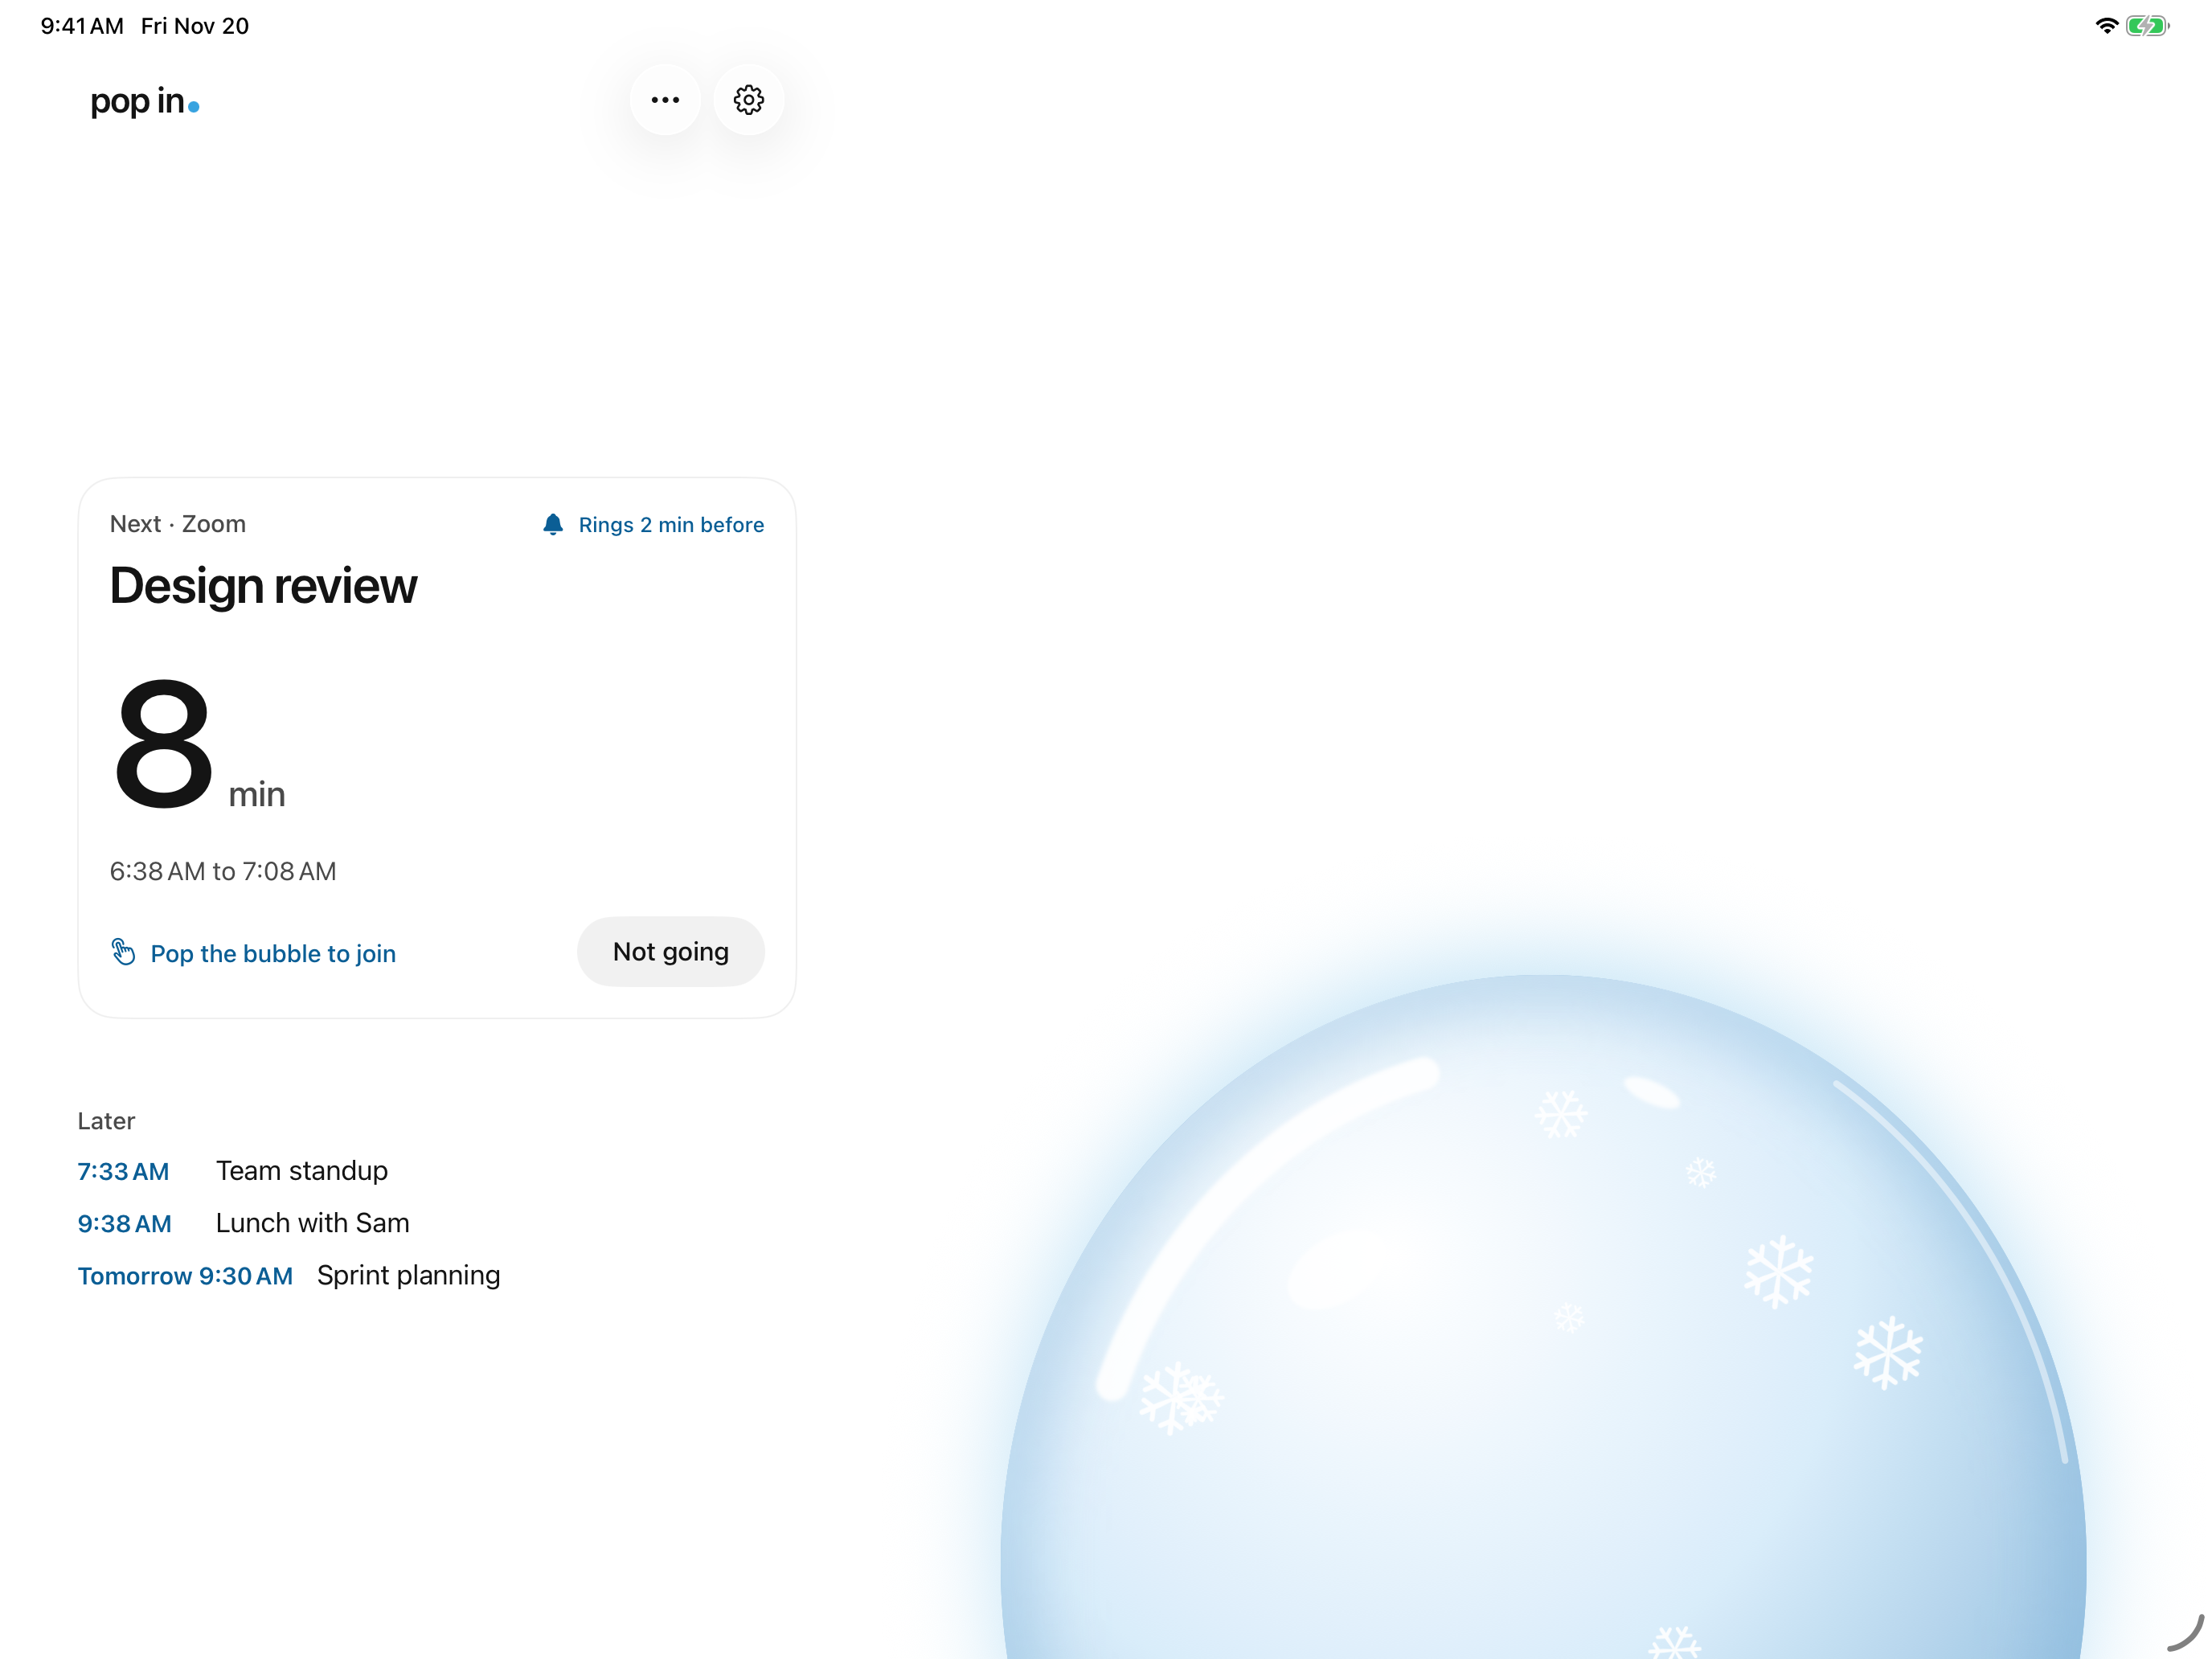 9:41 AM Fri Nov 20
pop in
Next · Zoom
Rings 2 min before
Design review
8 min
6:38 AM to 7:08 AM
Pop the bubble to join
Not going
Later
7:33 AM Team standup
9:38 AM Lunch with Sam
Tomorrow 9:30 AM Sprint planning